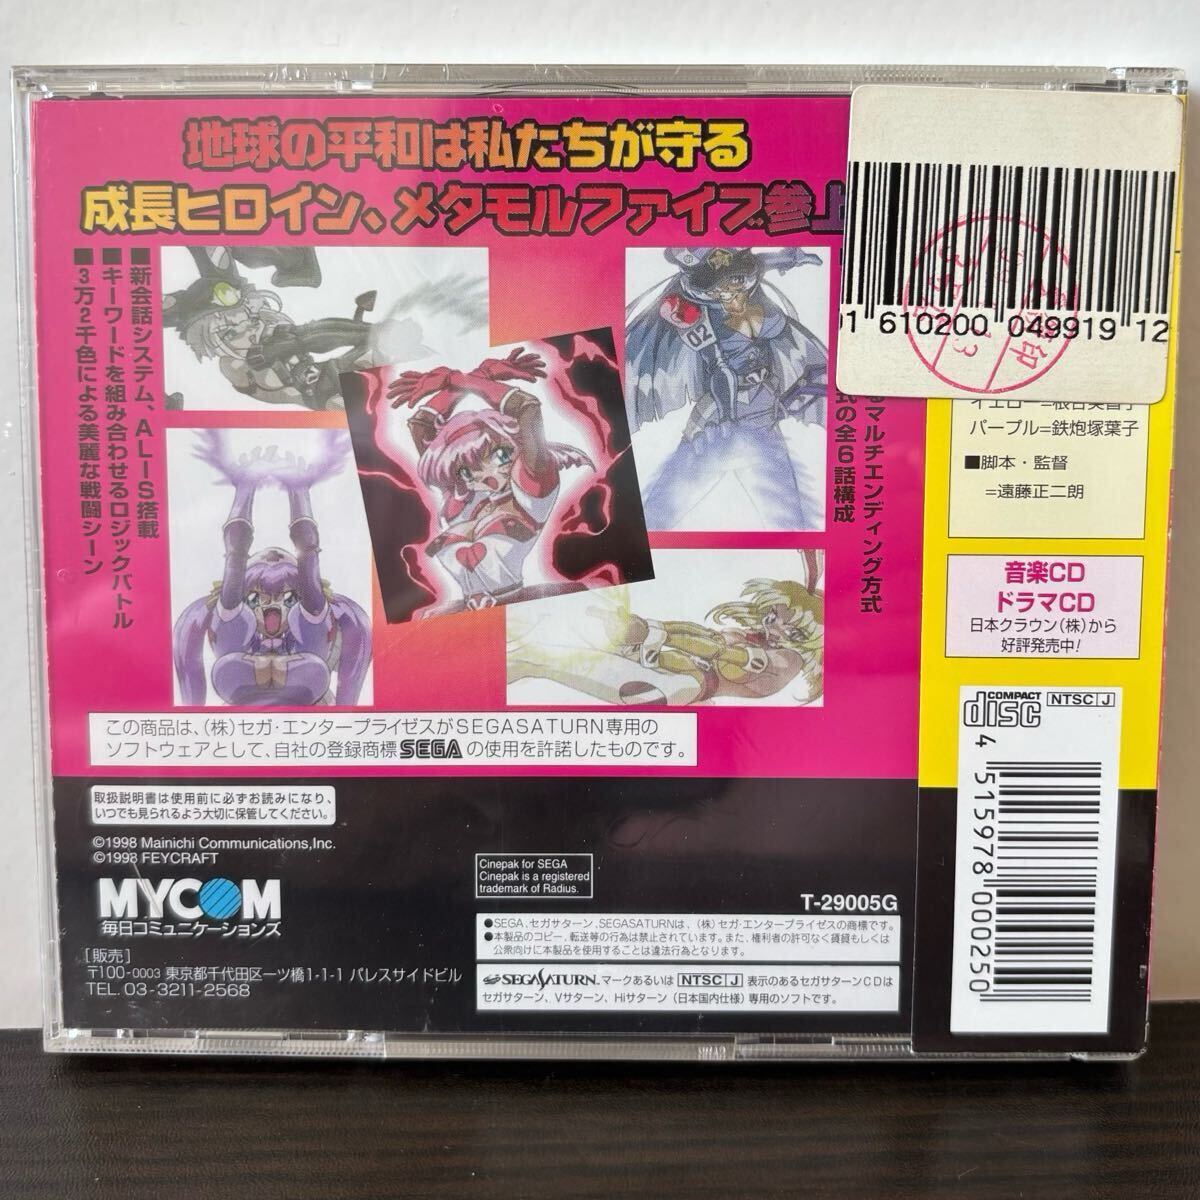 地球の平和は私たちが守る
成長ヒロイン、メタモルファイブ参上
■新会話システム、ALIS搭載
■キーワードを組み合わせるロジックバトル
■3万2千色による美麗な戦闘シーン
るマルチエンディング方式
式の全6話構成
02
01 610200 049919 12
イエロー=根谷美智子
パープル=鉄炮塚葉子
■脚本・監督
=遠藤正二朗
音楽CD
ドラマCD
日本クラウン(株)から
好評発売中!
COMPACT
disc
NTSC J
4 515978 000250
この商品は、(株)セガ・エンタープライゼスがSEGASATURN専用の
ソフトウェアとして、自社の登録商標SEGAの使用を許諾したものです。
取扱説明書は使用前に必ずお読みになり、
いつでも見られるよう大切に保管してください。
©1998 Mainichi Communications,Inc.
©1998 FEYCRAFT
MYCOM
毎日コミュニケーションズ
[販売]
〒100-0003 東京都千代田区一ツ橋1-1-1 パレスサイドビル
TEL. 03-3211-2568
Cinepak for SEGA
Cinepak is a registered
trademark of Radius.
T-29005G
●SEGA、セガサターン、SEGASATURNは、(株)セガ・エンタープライゼスの商標です。
●本製品のコピー、転送等の行為は禁止されています。また、権利者の許可なく賃貸もしくは
公衆向けに本製品を使用することは違法行為となります。
SEGASATURN™マークあるいは NTSC J 表示のあるセガサターンCDは
セガサターン、Vサターン、Hiサターン(日本国内仕様)専用のソフトです。